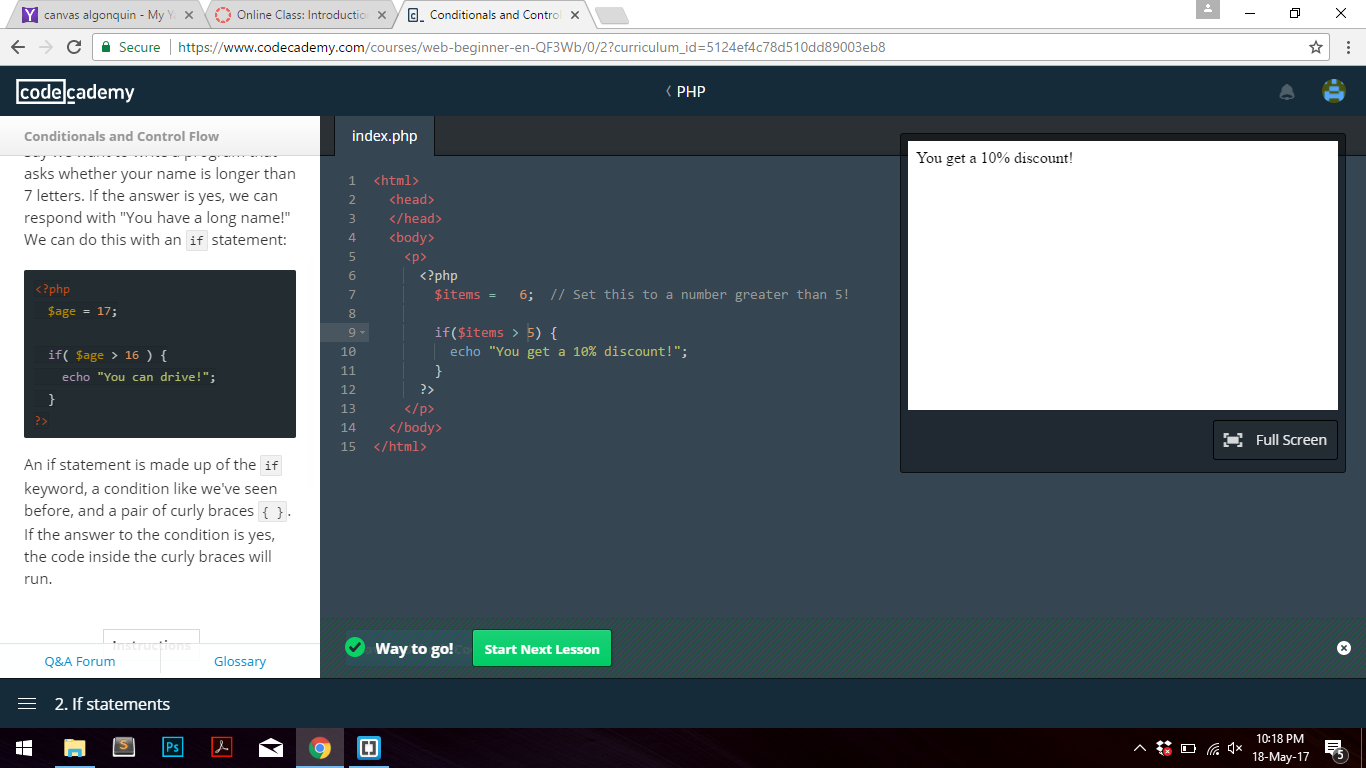 canvas algonquin - My Y
Online Class: Introductio
Conditionals and Contro
Secure
https://www.codecademy.com/courses/web-beginner-en-QF3Wb/0/2?curriculum_id=5124ef4c78d510dd89003eb8
codecademy
PHP
Conditionals and Control Flow
index.php
say we want to write a program that
asks whether your name is longer than
7 letters. If the answer is yes, we can
respond with "You have a long name!"
We can do this with an if statement:
<?php
$age = 17;
if( $age > 16 ) {
echo "You can drive!";
}
?>
An if statement is made up of the if
keyword, a condition like we've seen
before, and a pair of curly braces { }.
If the answer to the condition is yes,
the code inside the curly braces will
run.
Instructions
Q&A Forum
Glossary
1 <html>
2 <head>
3 </head>
4 <body>
5 <p>
6 <?php
7 $items = 6; // Set this to a number greater than 5!
8
9 if($items > 5) {
10 echo "You get a 10% discount!";
11 }
12 ?>
13 </p>
14 </body>
15 </html>
You get a 10% discount!
Full Screen
Way to go!
Start Next Lesson
2. If statements
S
Ps
10:18 PM
18-May-17
5